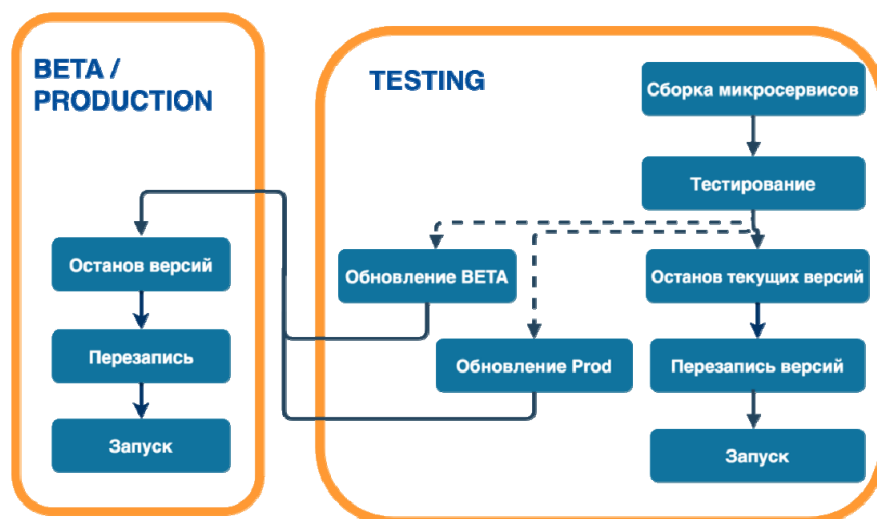 BETA /
PRODUCTION
Останов версий
Перезапись
Запуск
TESTING
Сборка микросервисов
Тестирование
Обновление BETA
Останов текущих версий
Обновление Prod
Перезапись версий
Запуск